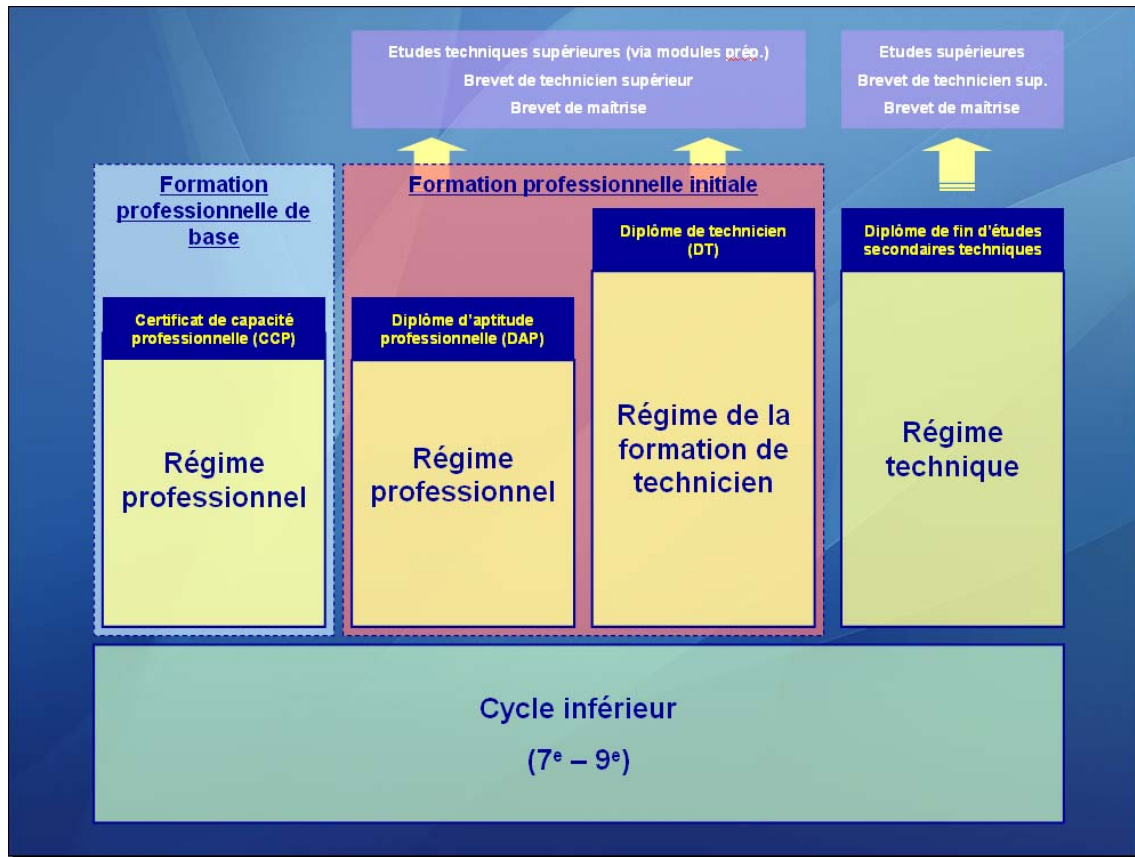 Etudes techniques supérieures (via modules prép.)
Brevet de technicien supérieur
Brevet de maîtrise
Etudes supérieures
Brevet de technicien sup.
Brevet de maîtrise
Formation
professionnelle de
base
Formation professionnelle initiale
Certificat de capacité
professionnelle (CCP)
Régime
professionnel
Diplôme d'aptitude
professionnelle (DAP)
Régime
professionnel
Diplôme de technicien
(DT)
Régime de la
formation de
technicien
Diplôme de fin d'études
secondaires techniques
Régime
technique
Cycle inférieur
(7e – 9e)